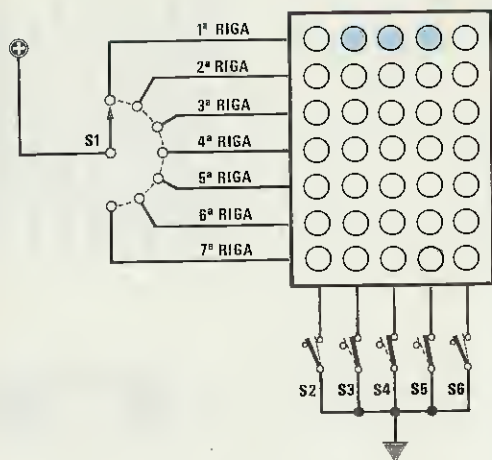 1ª RIGA
2ª RIGA
3ª RIGA
S1
4ª RIGA
5ª RIGA
6ª RIGA
7ª RIGA
S2 S3 S4 S5 S6